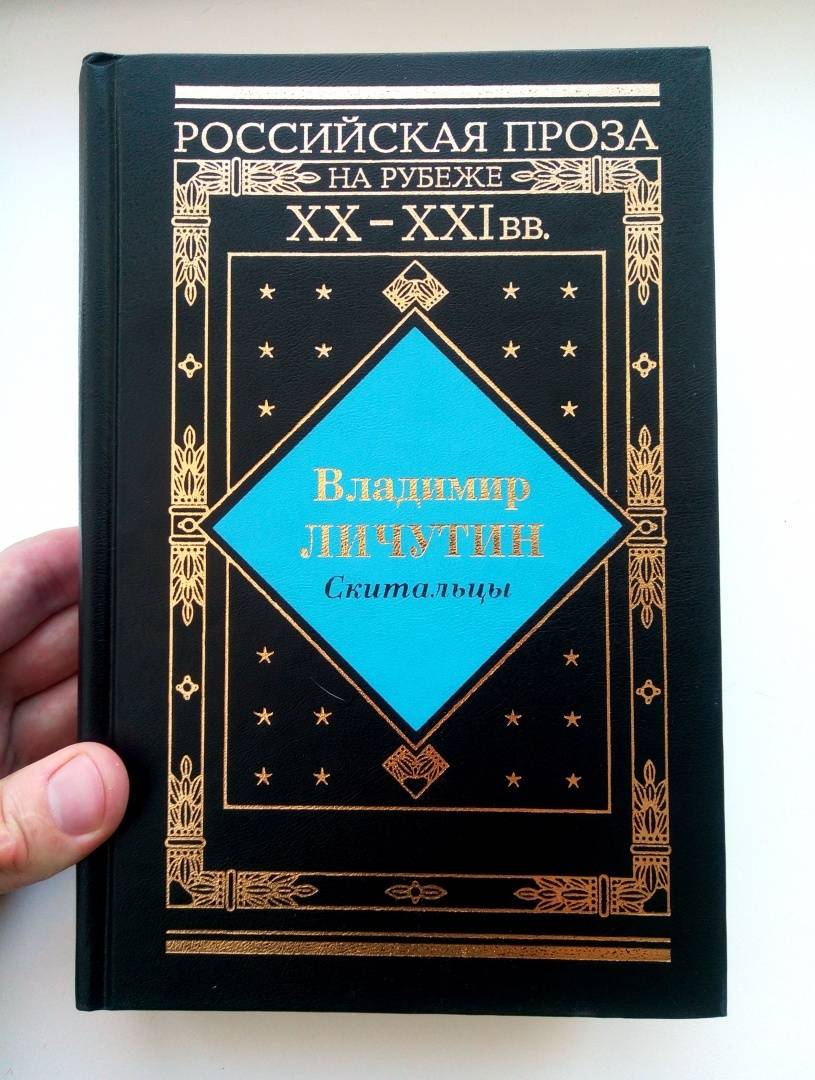 РОССИЙСКАЯ ПРОЗА
НА РУБЕЖЕ
XX – XXI ВВ.
Владимир
ЛИЧУТИН
Скитальцы